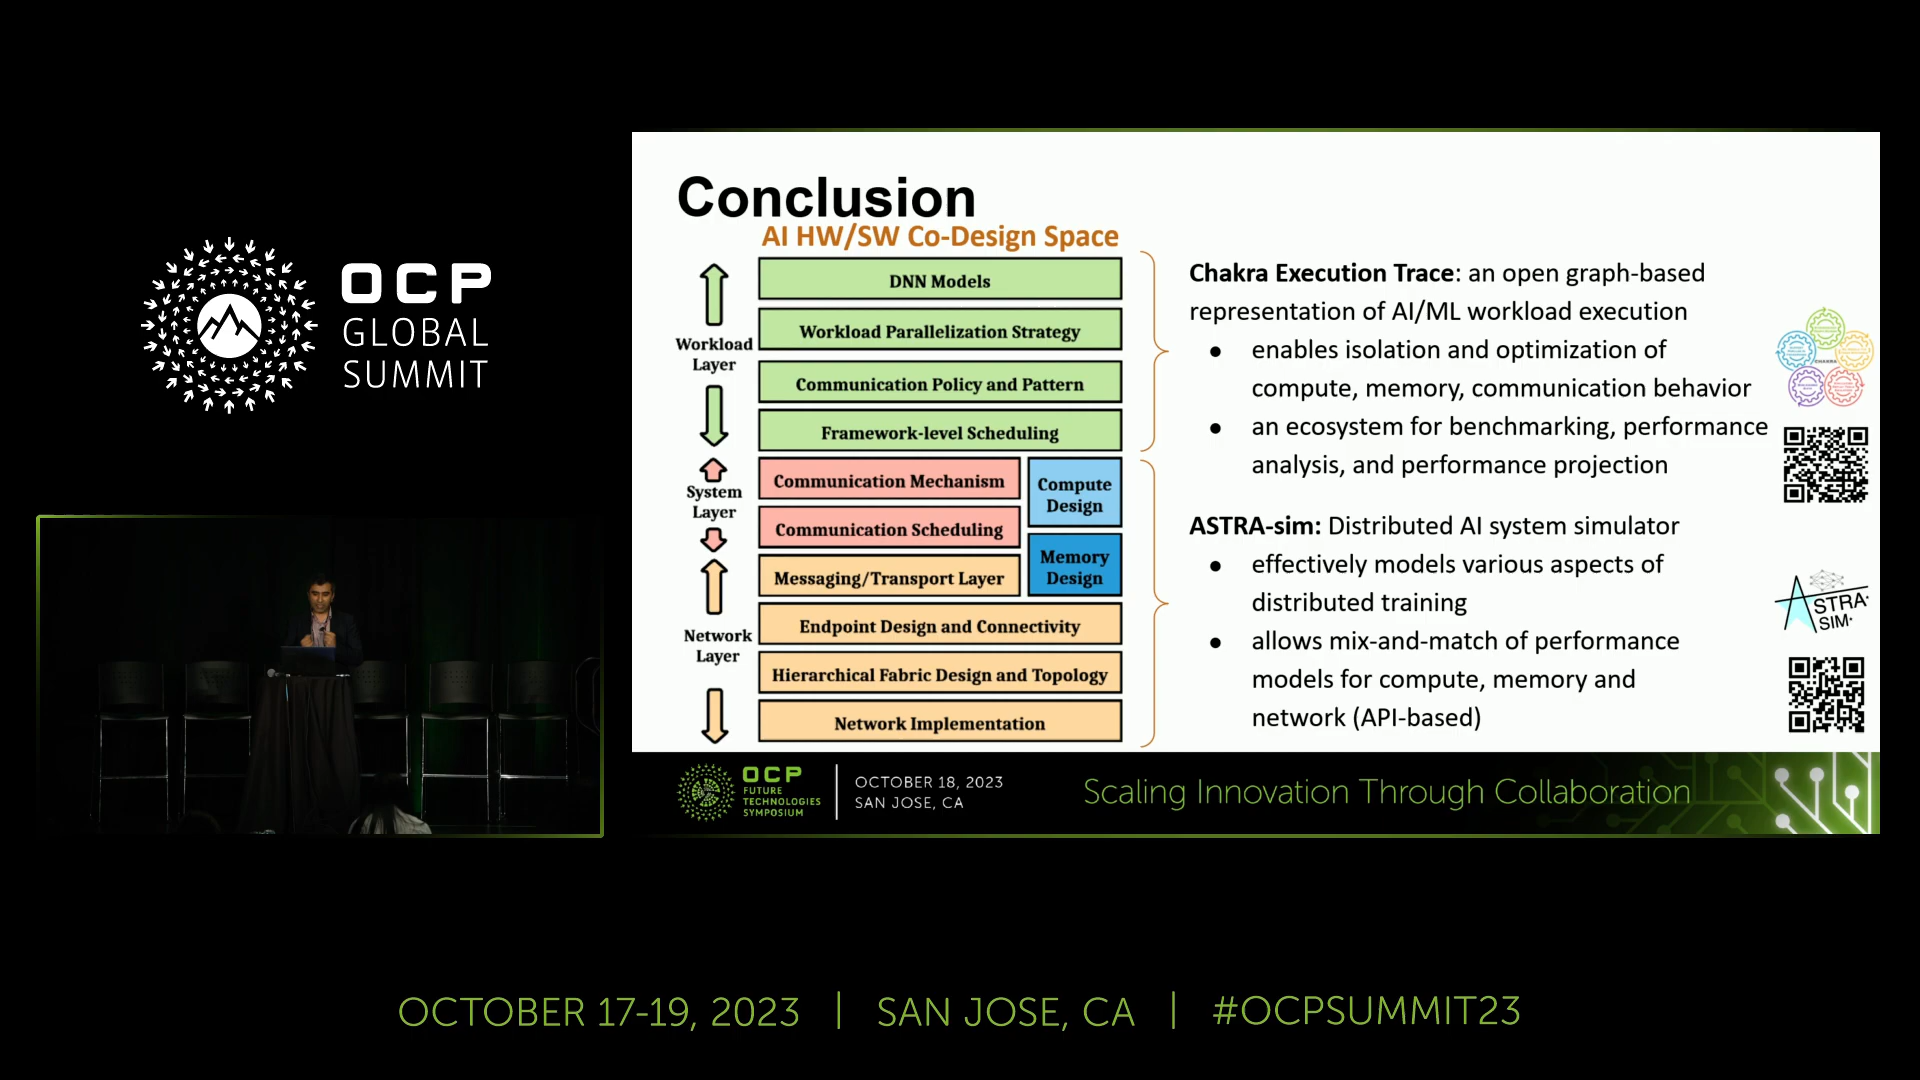 OCP
GLOBAL
SUMMIT
Conclusion
AI HW/SW Co-Design Space
Workload
Layer
System
Layer
Network
Layer
DNN Models
Workload Parallelization Strategy
Communication Policy and Pattern
Framework-level Scheduling
Communication Mechanism
Communication Scheduling
Compute
Design
Memory
Design
Messaging/Transport Layer
Endpoint Design and Connectivity
Hierarchical Fabric Design and Topology
Network Implementation
Chakra Execution Trace: an open graph-based
representation of AI/ML workload execution
● enables isolation and optimization of
compute, memory, communication behavior
● an ecosystem for benchmarking, performance
analysis, and performance projection
CHAKRA
ASTRA-sim: Distributed AI system simulator
● effectively models various aspects of
distributed training
● allows mix-and-match of performance
models for compute, memory and
network (API-based)
ASTRA-
SIM
OCP
FUTURE
TECHNOLOGIES
SYMPOSIUM
OCTOBER 18, 2023
SAN JOSE, CA
Scaling Innovation Through Collaboration
OCTOBER 17-19, 2023 | SAN JOSE, CA | #OCPSUMMIT23